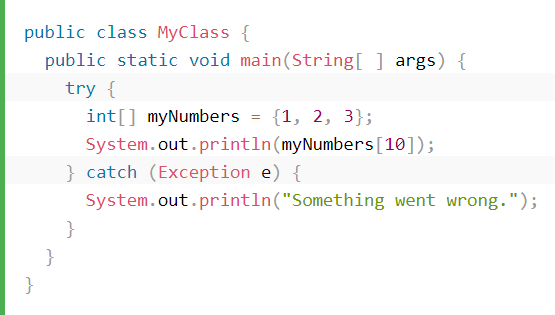 public class MyClass {
  public static void main(String[ ] args) {
    try {
      int[] myNumbers = {1, 2, 3};
      System.out.println(myNumbers[10]);
    } catch (Exception e) {
      System.out.println("Something went wrong.");
    }
  }
}